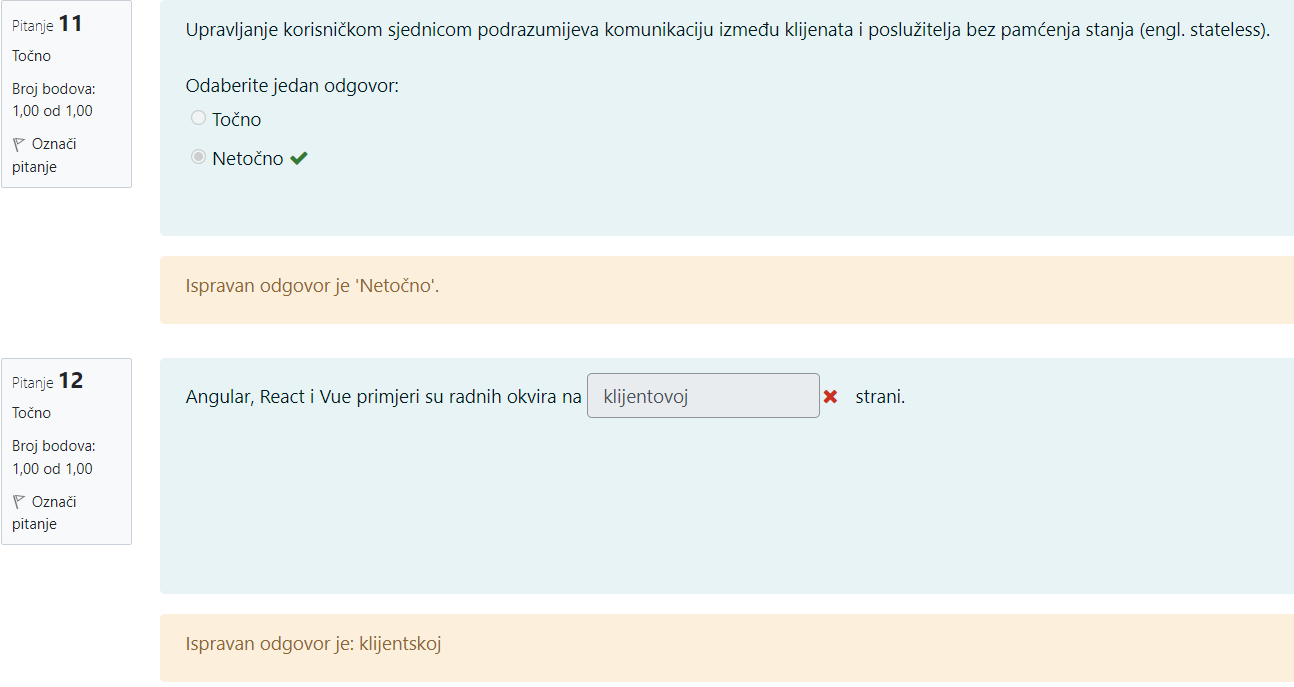 Pitanje 11
Točno
Broj bodova:
1,00 od 1,00
Označi
pitanje
Upravljanje korisničkom sjednicom podrazumijeva komunikaciju između klijenata i poslužitelja bez pamćenja stanja (engl. stateless).
Odaberite jedan odgovor:
Točno
Netočno
Ispravan odgovor je 'Netočno'.
Pitanje 12
Točno
Broj bodova:
1,00 od 1,00
Označi
pitanje
Angular, React i Vue primjeri su radnih okvira na klijentovoj strani.
Ispravan odgovor je: klijentskoj